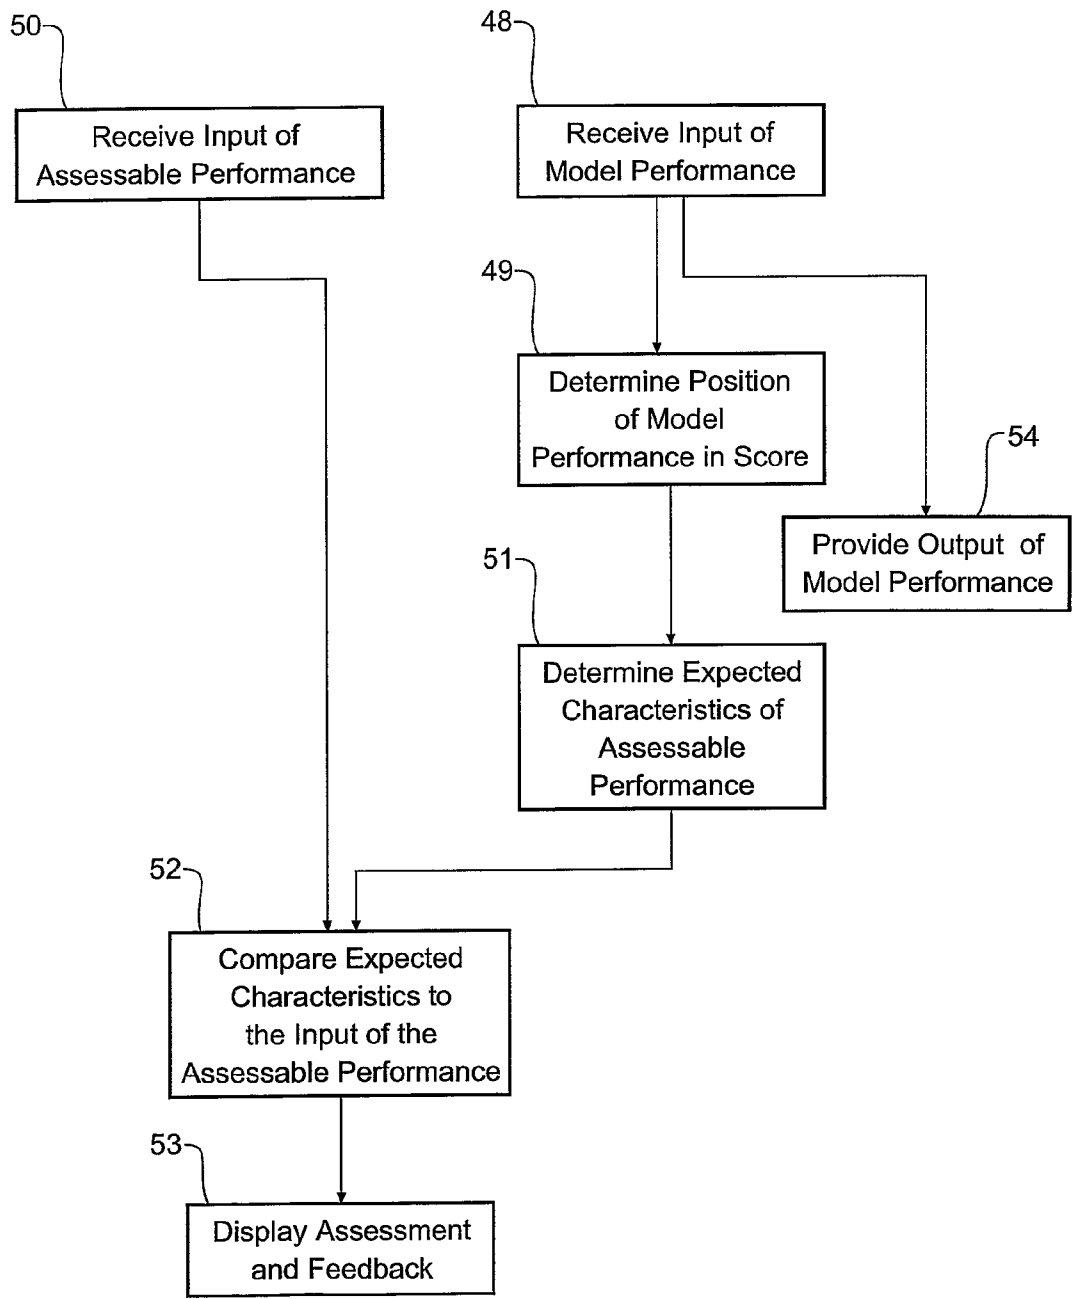 50
48
Receive Input of
Assessable Performance
Receive Input of
Model Performance
49
Determine Position
of Model
Performance in Score
54
Provide Output of
Model Performance
51
Determine Expected
Characteristics of
Assessable
Performance
52
Compare Expected
Characteristics to
the Input of the
Assessable Performance
53
Display Assessment
and Feedback